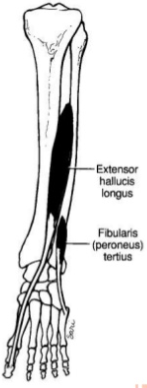 Extensor
hallucis
longus
Fibularis
(peroneus)
tertius